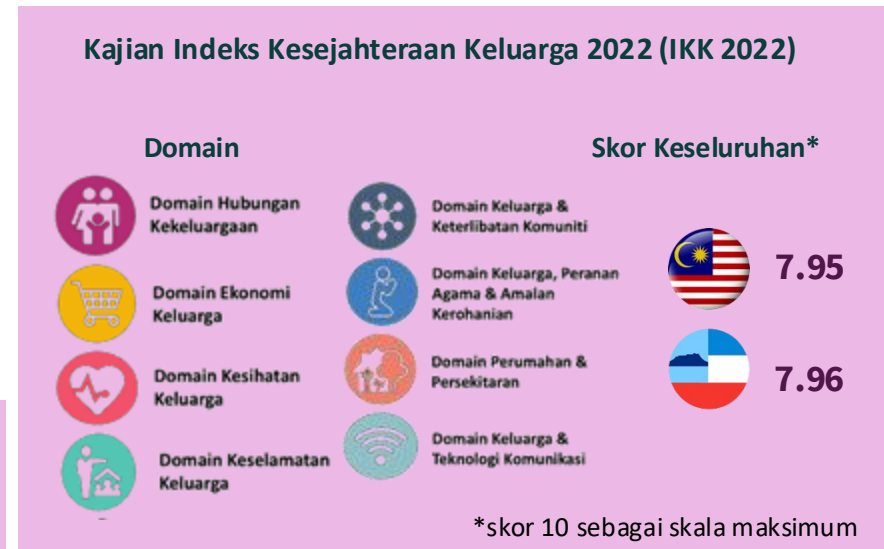 Kajian Indeks Kesejahteraan Keluarga 2022 (IKK 2022)
Domain
Domain Hubungan
Kekeluargaan
Domain Ekonomi
Keluarga
Domain Kesihatan
Keluarga
Domain Keselamatan
Keluarga
Domain Keluarga &
Keterlibatan Komuniti
Domain Keluarga, Peranan
Agama & Amalan
Kerohanian
Domain Perumahan &
Persekitaran
Domain Keluarga &
Teknologi Komunikasi
Skor Keseluruhan*
7.95
7.96
*skor 10 sebagai skala maksimum